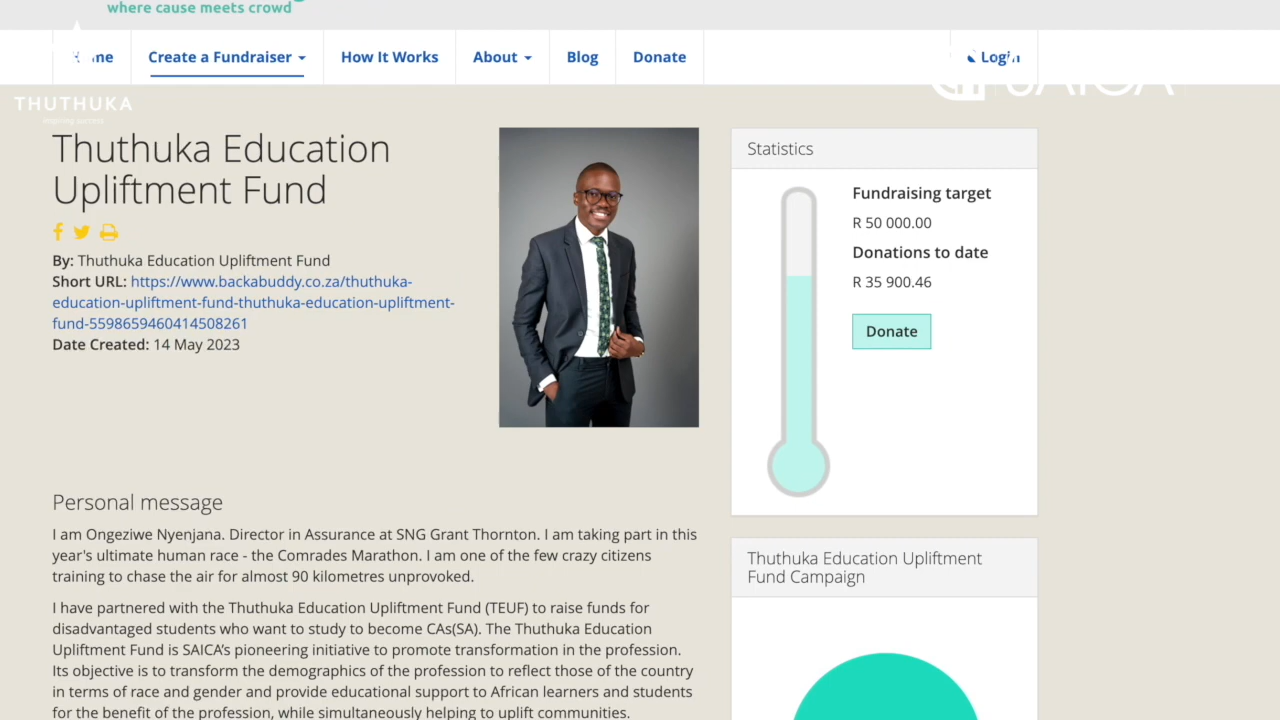 where cause meets crowd
Create a Fundraiser
How It Works
About
Blog
Donate
THUTHUKA
Thuthuka Education
Upliftment Fund
By: Thuthuka Education Upliftment Fund
Short URL: https://www.backabuddy.co.za/thuthuka-
education-upliftment-fund-thuthuka-education-upliftment-
fund-5598659460414508261
Date Created: 14 May 2023
Statistics
Fundraising target
R 50 000.00
Donations to date
R 35 900.46
Donate
Personal message
I am Ongeziwe Nyenjana. Director in Assurance at SNG Grant Thornton. I am taking part in this
year's ultimate human race - the Comrades Marathon. I am one of the few crazy citizens
training to chase the air for almost 90 kilometres unprovoked.
I have partnered with the Thuthuka Education Upliftment Fund (TEUF) to raise funds for
disadvantaged students who want to study to become CAs(SA). The Thuthuka Education
Upliftment Fund is SAICA’s pioneering initiative to promote transformation in the profession.
Its objective is to transform the demographics of the profession to reflect those of the country
in terms of race and gender and provide educational support to African learners and students
for the benefit of the profession, while simultaneously helping to uplift communities.
Thuthuka Education Upliftment
Fund Campaign